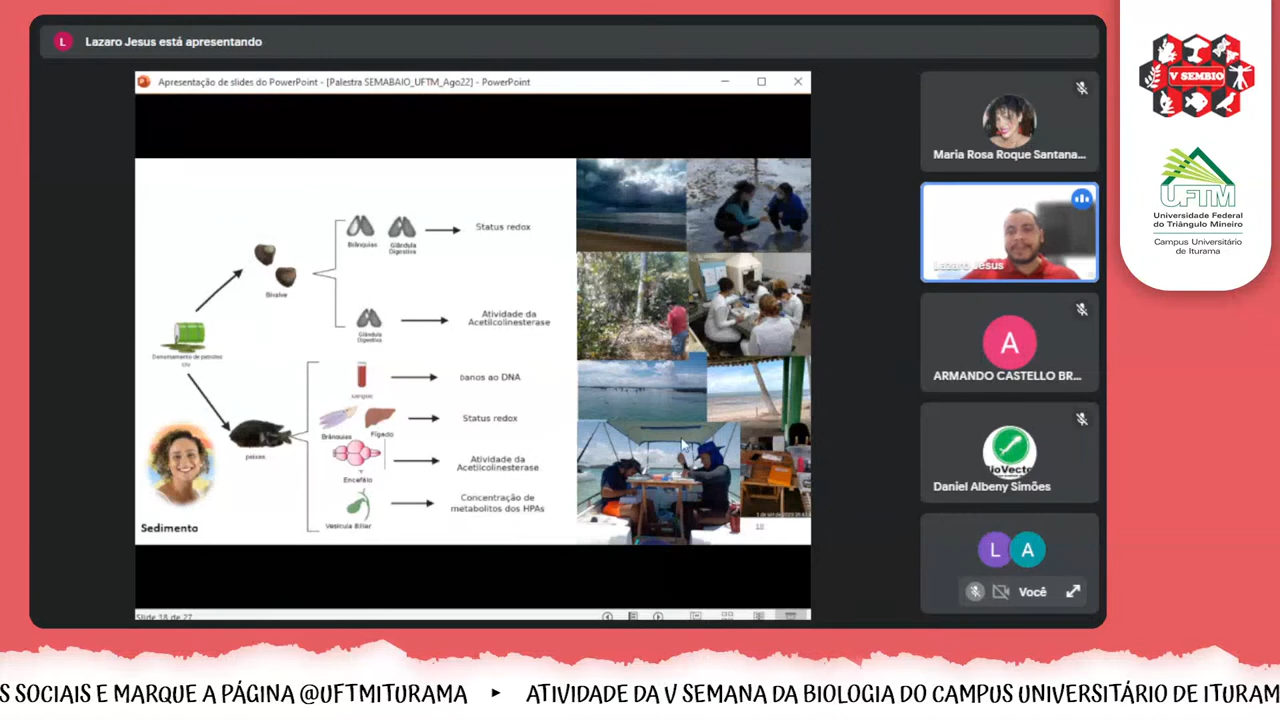 L Lazaro Jesus está apresentando
Apresentação de slides do PowerPoint - [Palestra SEMABAIO_UFTM_Ago22] - PowerPoint
Bivalve
Brânquias
Glândula
Digestiva
Status redox
Glândula
Digestiva
Atividade da
Acetilcolinesterase
Derramamento de petróleo
sangue
Danos ao DNA
Brânquias
Fígado
Status redox
peixes
Encefálo
Atividade da
Acetilcolinesterase
Vesícula Biliar
Concentração de
metabolitos dos HPAs
Sedimento
18
Slide 18 de 27
Maria Rosa Roque Santana...
Lazaro Jesus
A
ARMANDO CASTELLO BR...
BioVecto
Daniel Albeny Simões
L A
Você
V SEMBIO
UFTM
Universidade Federal
do Triângulo Mineiro
Campus Universitário
de Iturama
S SOCIAIS E MARQUE A PÁGINA @UFTMITURAMA ▸ ATIVIDADE DA V SEMANA DA BIOLOGIA DO CAMPUS UNIVERSITÁRIO DE ITURAM